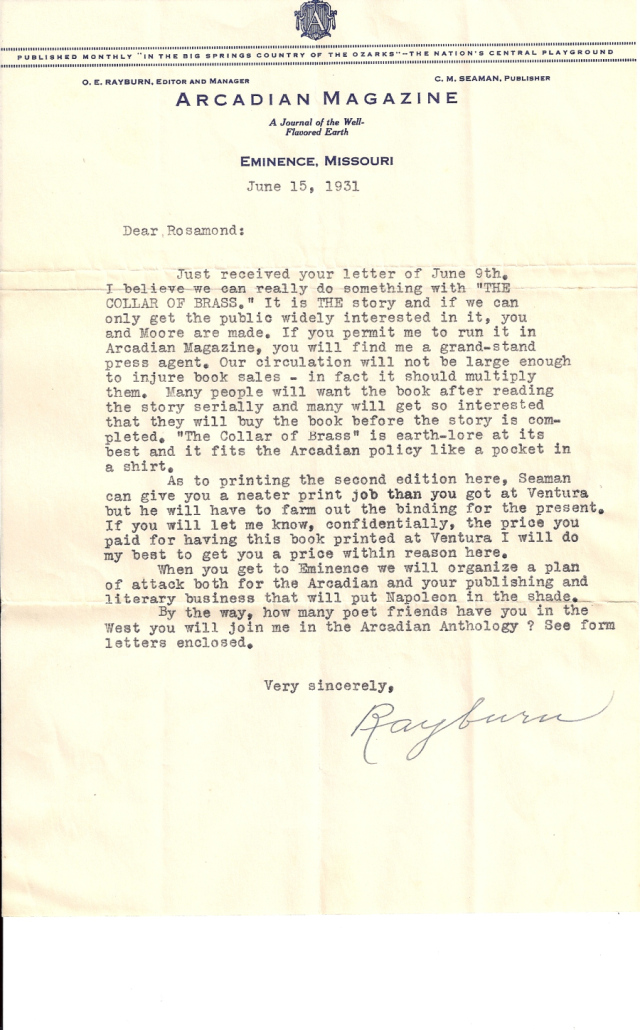 A
PUBLISHED MONTHLY "IN THE BIG SPRINGS COUNTRY OF THE OZARKS"—THE NATION'S CENTRAL PLAYGROUND
O. E. RAYBURN, EDITOR AND MANAGER
C. M. SEAMAN, PUBLISHER
ARCADIAN MAGAZINE
A Journal of the Well-
Flavored Earth
EMINENCE, MISSOURI
June 15, 1931
Dear Rosamond:
Just received your letter of June 9th.
I believe we can really do something with "THE
COLLAR OF BRASS." It is THE story and if we can
only get the public widely interested in it, you
and Moore are made. If you permit me to run it in
Arcadian Magazine, you will find me a grand-stand
press agent. Our circulation will not be large enough
to injure book sales - in fact it should multiply
them. Many people will want the book after reading
the story serially and many will get so interested
that they will buy the book before the story is com-
pleted. "The Collar of Brass" is earth-lore at its
best and it fits the Arcadian policy like a pocket in
a shirt.
As to printing the second edition here, Seaman
can give you a neater print job than you got at Ventura
but he will have to farm out the binding for the present.
If you will let me know, confidentially, the price you
paid for having this book printed at Ventura I will do
my best to get you a price within reason here.
When you get to Eminence we will organize a plan
of attack both for the Arcadian and your publishing and
literary business that will put Napoleon in the shade.
By the way, how many poet friends have you in the
West you will join me in the Arcadian Anthology ? See form
letters enclosed.
Very sincerely,
Rayburn